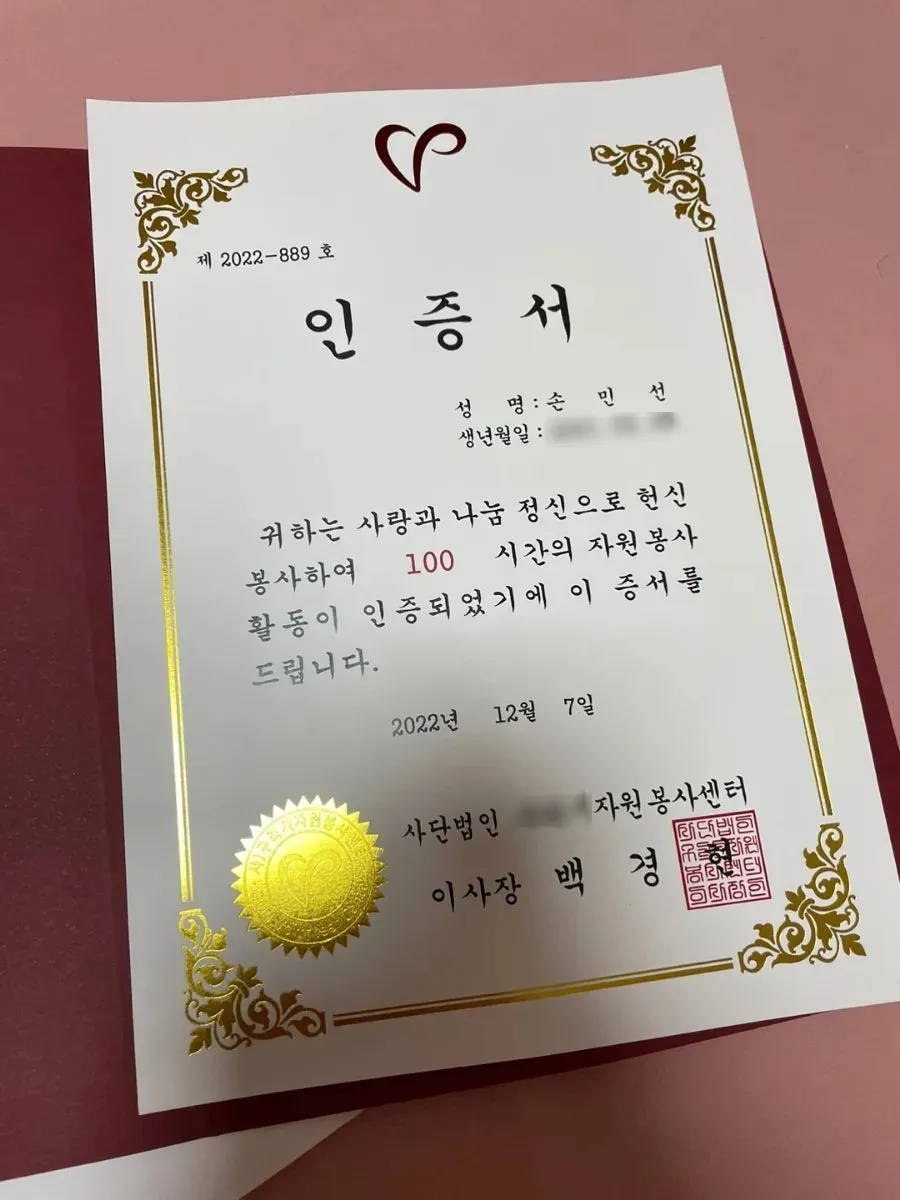 제 2022-889 호
인 증 서
성 명 : 손 민 선
생년월일 :
귀하는 사랑과 나눔 정신으로 헌신
봉사하여 100 시간의 자원봉사
활동이 인증되었기에 이 증서를
드립니다.
2022년 12월 7일
사단법인 자원봉사센터
이사장 백 경 현